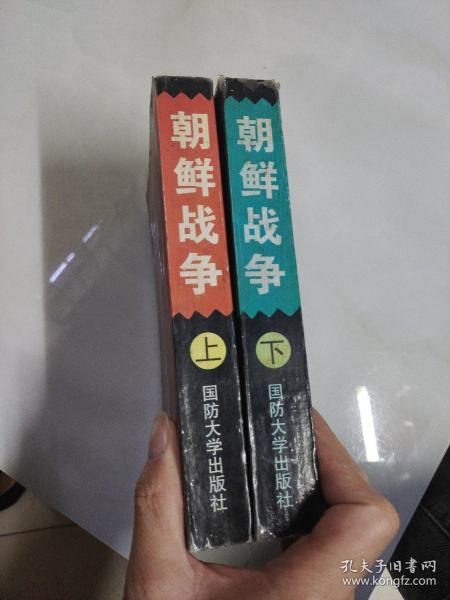 朝鲜战争
上
国防大学出版社
朝鲜战争
下
国防大学出版社
孔夫子旧书网
www.kongfz.com